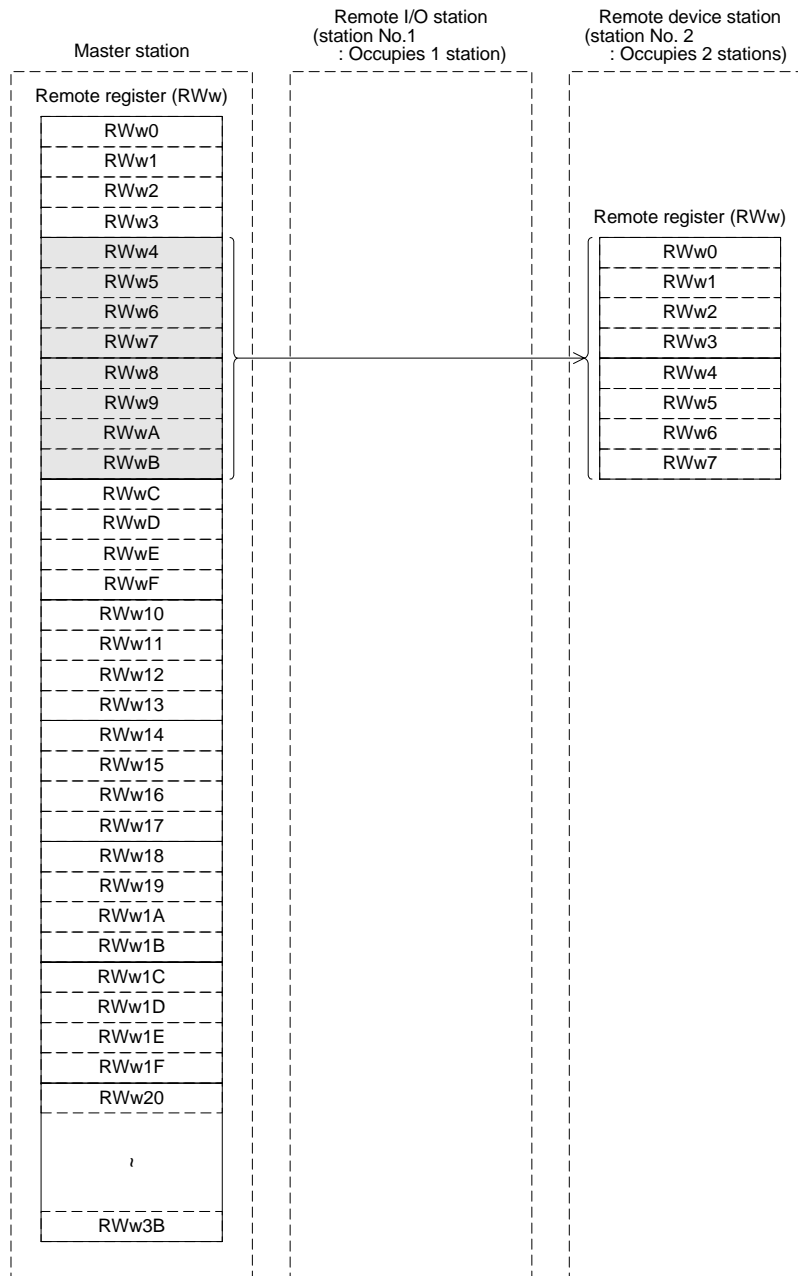 Master station
Remote I/O station
(station No.1
: Occupies 1 station)
Remote device station
(station No. 2
: Occupies 2 stations)
Remote register (RWw)
RWw0
RWw1
RWw2
RWw3
RWw4
RWw5
RWw6
RWw7
RWw8
RWw9
RWwA
RWwB
RWwC
RWwD
RWwE
RWwF
RWw10
RWw11
RWw12
RWw13
RWw14
RWw15
RWw16
RWw17
RWw18
RWw19
RWw1A
RWw1B
RWw1C
RWw1D
RWw1E
RWw1F
RWw20
~
RWw3B
Remote register (RWw)
RWw0
RWw1
RWw2
RWw3
RWw4
RWw5
RWw6
RWw7